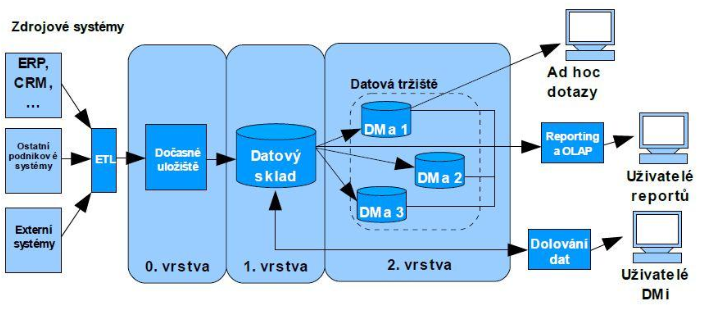 Zdrojové systémy
ERP,
CRM,
...
Ostatní
podnikové
systémy
Externí
systémy
ETL
Dočasné
uložiště
0. vrstva
Datový
sklad
1. vrstva
Datová tržiště
DMa 1
DMa 2
DMa 3
2. vrstva
Ad hoc
dotazy
Reporting
a OLAP
Uživatelé
reportů
Dolování
dat
Uživatelé
DMi